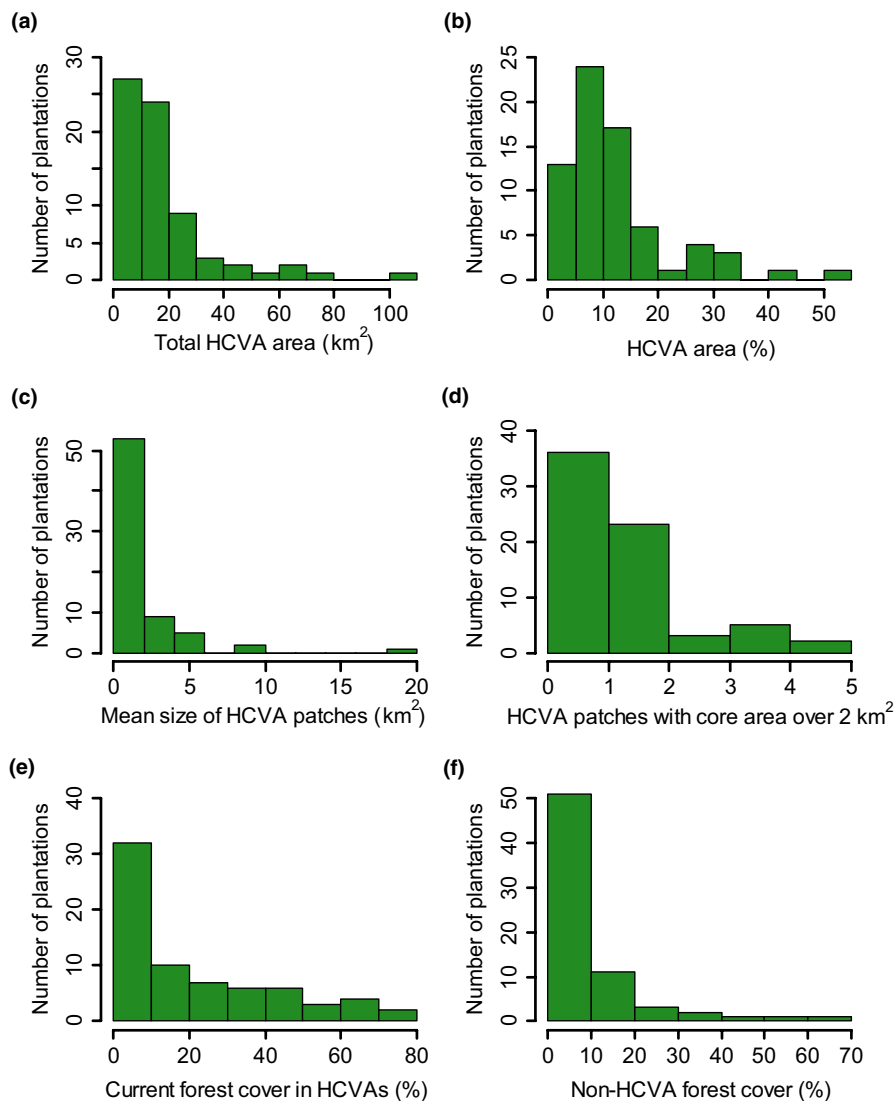 (a)
Number of plantations
0 5 10 20 30
0 20 40 60 80 100
Total HCVA area (km²)
(b)
Number of plantations
0 5 10 15 20 25
0 10 20 30 40 50
HCVA area (%)
(c)
Number of plantations
0 10 30 50
0 5 10 15 20
Mean size of HCVA patches (km²)
(d)
Number of plantations
0 10 20 30 40
0 1 2 3 4 5
HCVA patches with core area over 2 km²
(e)
Number of plantations
0 10 20 30 40
0 20 40 60 80
Current forest cover in HCVAs (%)
(f)
Number of plantations
0 10 20 30 40 50
0 10 20 30 40 50 60 70
Non-HCVA forest cover (%)